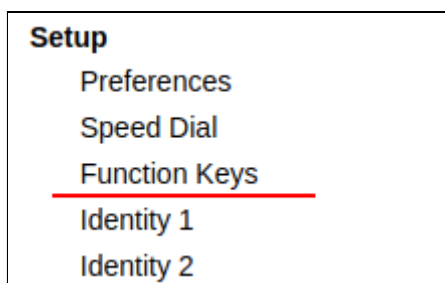 Setup
Preferences
Speed Dial
Function Keys
Identity 1
Identity 2